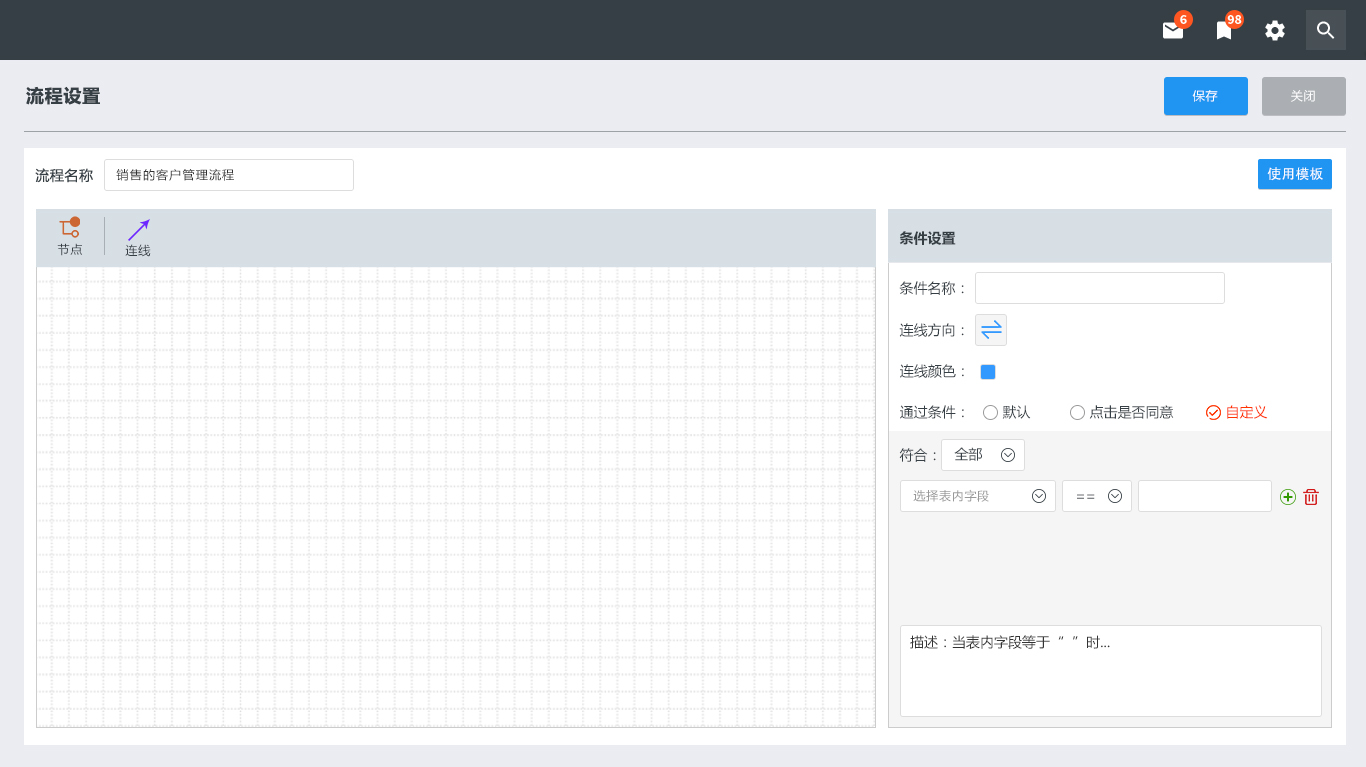 6 98
流程设置 保存 关闭
流程名称 销售的客户管理流程 使用模板
节点 连线 条件设置
条件名称：
连线方向：
连线颜色：
通过条件： 默认 点击是否同意 自定义
符合： 全部
选择表内字段 ==
描述：当表内字段等于 “ ” 时...